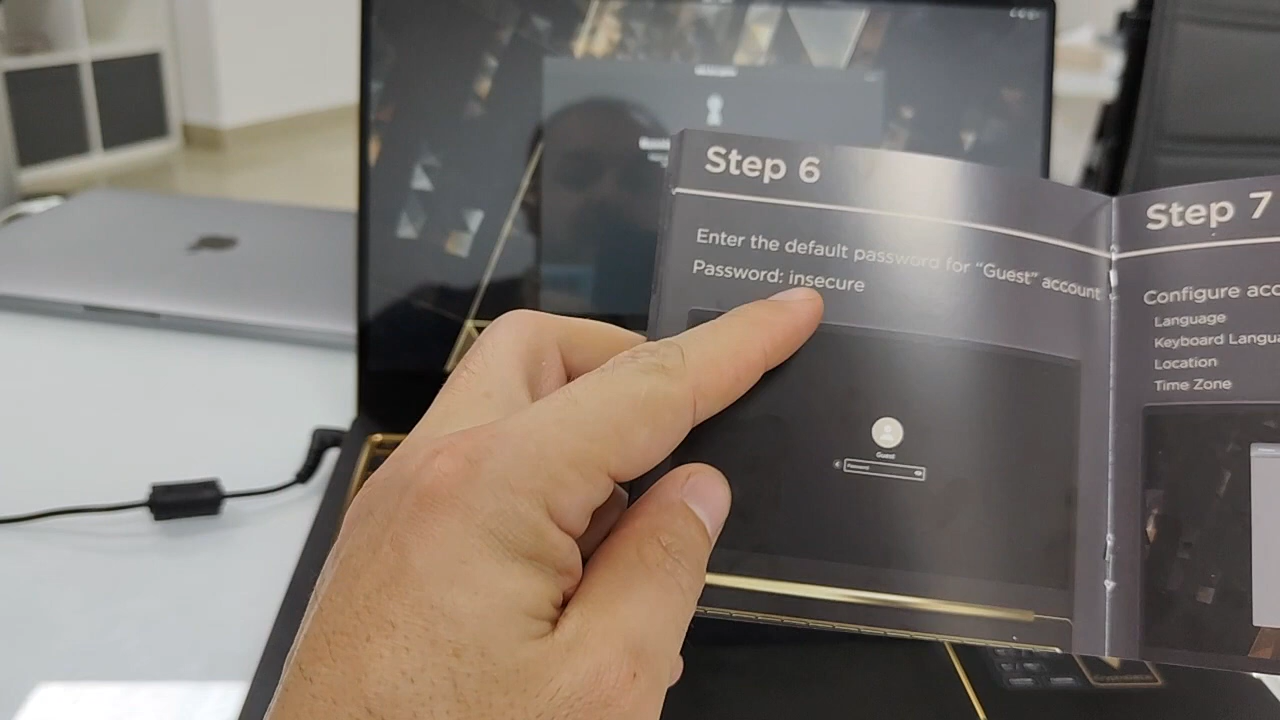 Step 6
Enter the default password for “Guest” account
Password: insecure
Guest
Password
Step 7
Configure acc
Language
Keyboard Langua
Location
Time Zone